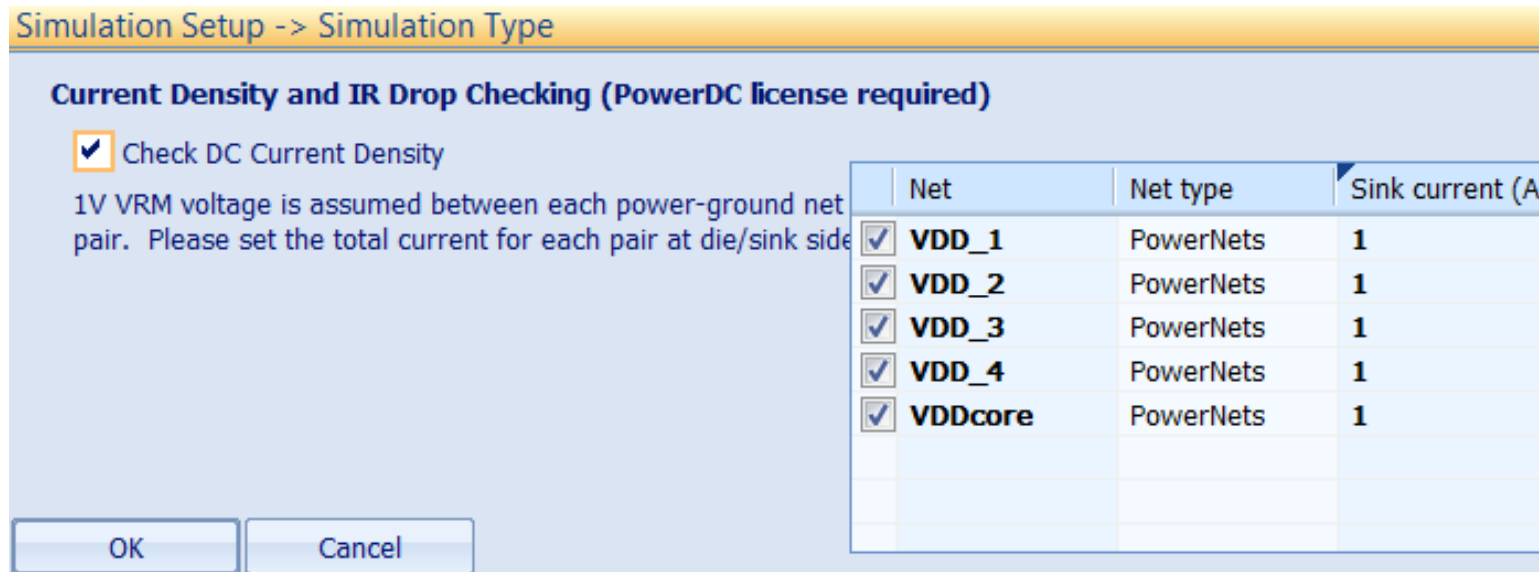 Simulation Setup -> Simulation Type
Current Density and IR Drop Checking (PowerDC license required)
Check DC Current Density
1V VRM voltage is assumed between each power-ground net
pair. Please set the total current for each pair at die/sink side
Net Net type Sink current (A
VDD_1 PowerNets 1
VDD_2 PowerNets 1
VDD_3 PowerNets 1
VDD_4 PowerNets 1
VDDcore PowerNets 1
OK Cancel